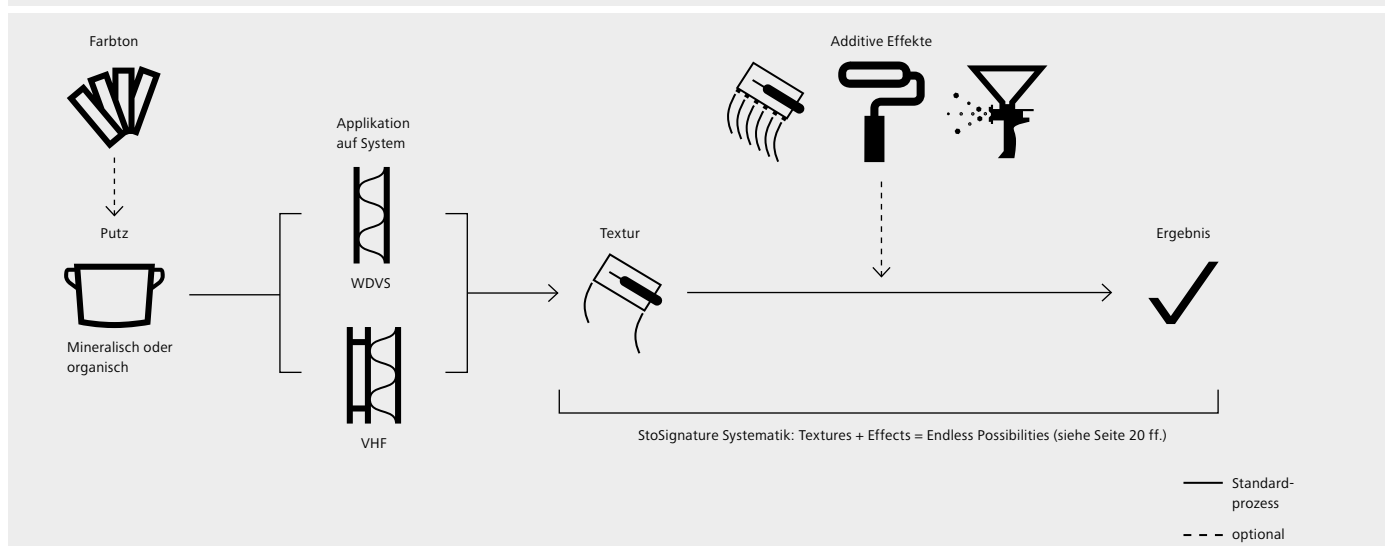 Farbton
Putz
Mineralisch oder
organisch
Applikation
auf System
WDVS
VHF
Textur
Additive Effekte
Ergebnis
StoSignature Systematik: Textures + Effects = Endless Possibilities (siehe Seite 20 ff.)
Standard-
prozess
optional